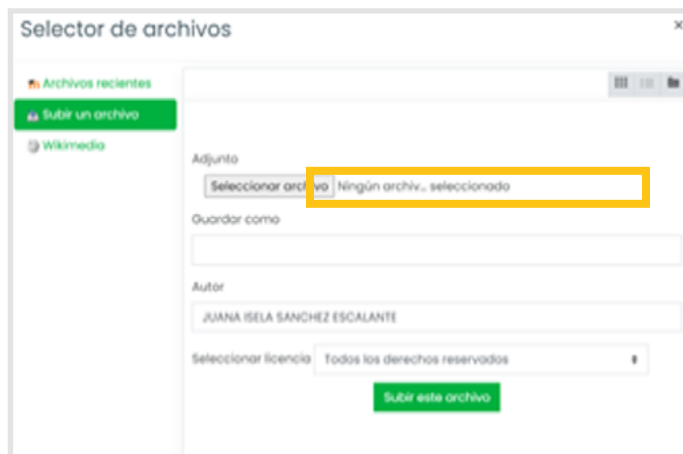 Selector de archivos
×
Archivos recientes
Subir un archivo
Wikimedia
Adjunto
Seleccionar archivo Ningún archiv... seleccionado
Guardar como
Autor
JUANA ISELA SANCHEZ ESCALANTE
Seleccionar licencia Todos los derechos reservados
Subir este archivo